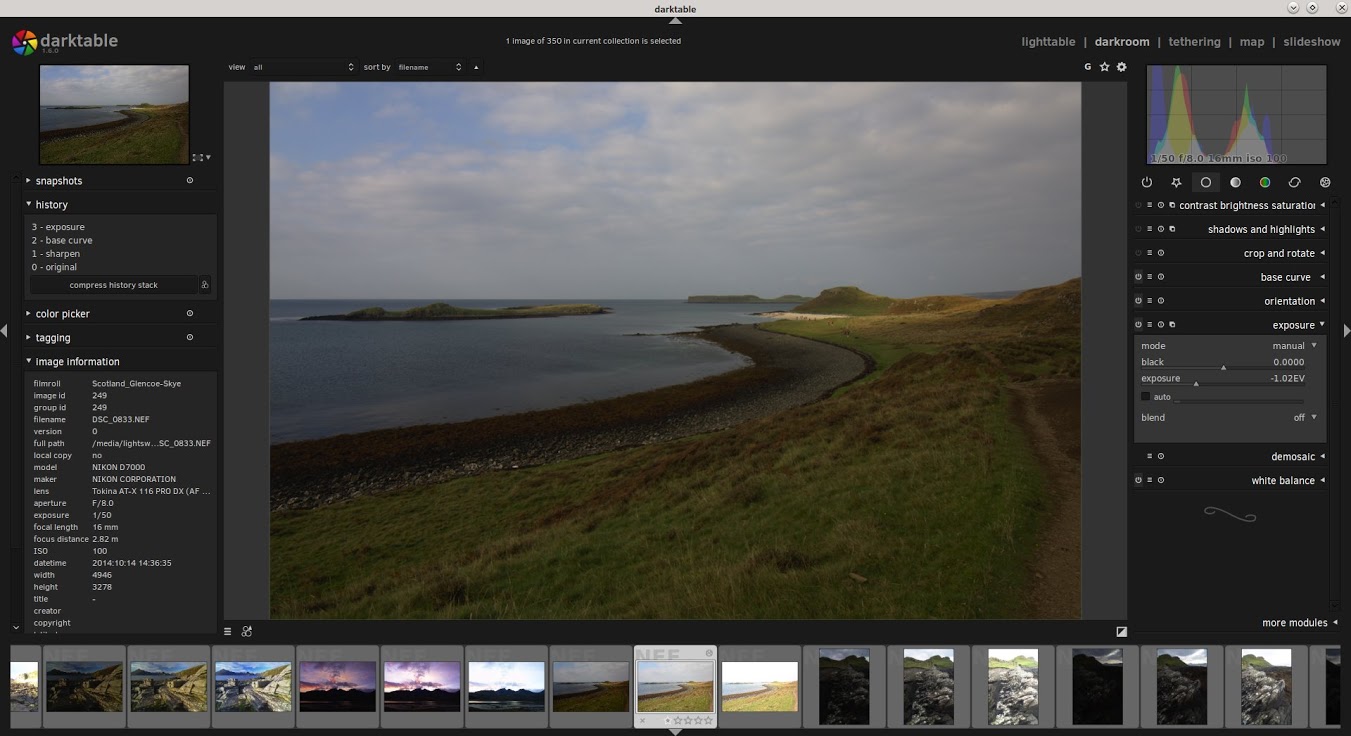 darktable
darktable
1.6.0
1 image of 350 in current collection is selected
lighttable | darkroom | tethering | map | slideshow
view all sort by filename
G
1/50 f/8.0 16mm iso 100
snapshots
history
3 - exposure
2 - base curve
1 - sharpen
0 - original
compress history stack
color picker
tagging
image information
filmroll Scotland_Glencoe-Skye
image id 249
group id 249
filename DSC_0833.NEF
version 0
full path /media/lightsw...SC_0833.NEF
local copy no
model NIKON D7000
maker NIKON CORPORATION
lens Tokina AT-X 116 PRO DX (AF ...
aperture F/8.0
exposure 1/50
focal length 16 mm
focus distance 2.82 m
ISO 100
datetime 2014:10:14 14:36:35
width 4946
height 3278
title -
creator
copyright
contrast brightness saturation
shadows and highlights
crop and rotate
base curve
orientation
exposure
mode manual
black 0.0000
exposure -1.02EV
auto
blend off
demosaic
white balance
more modules
NEF